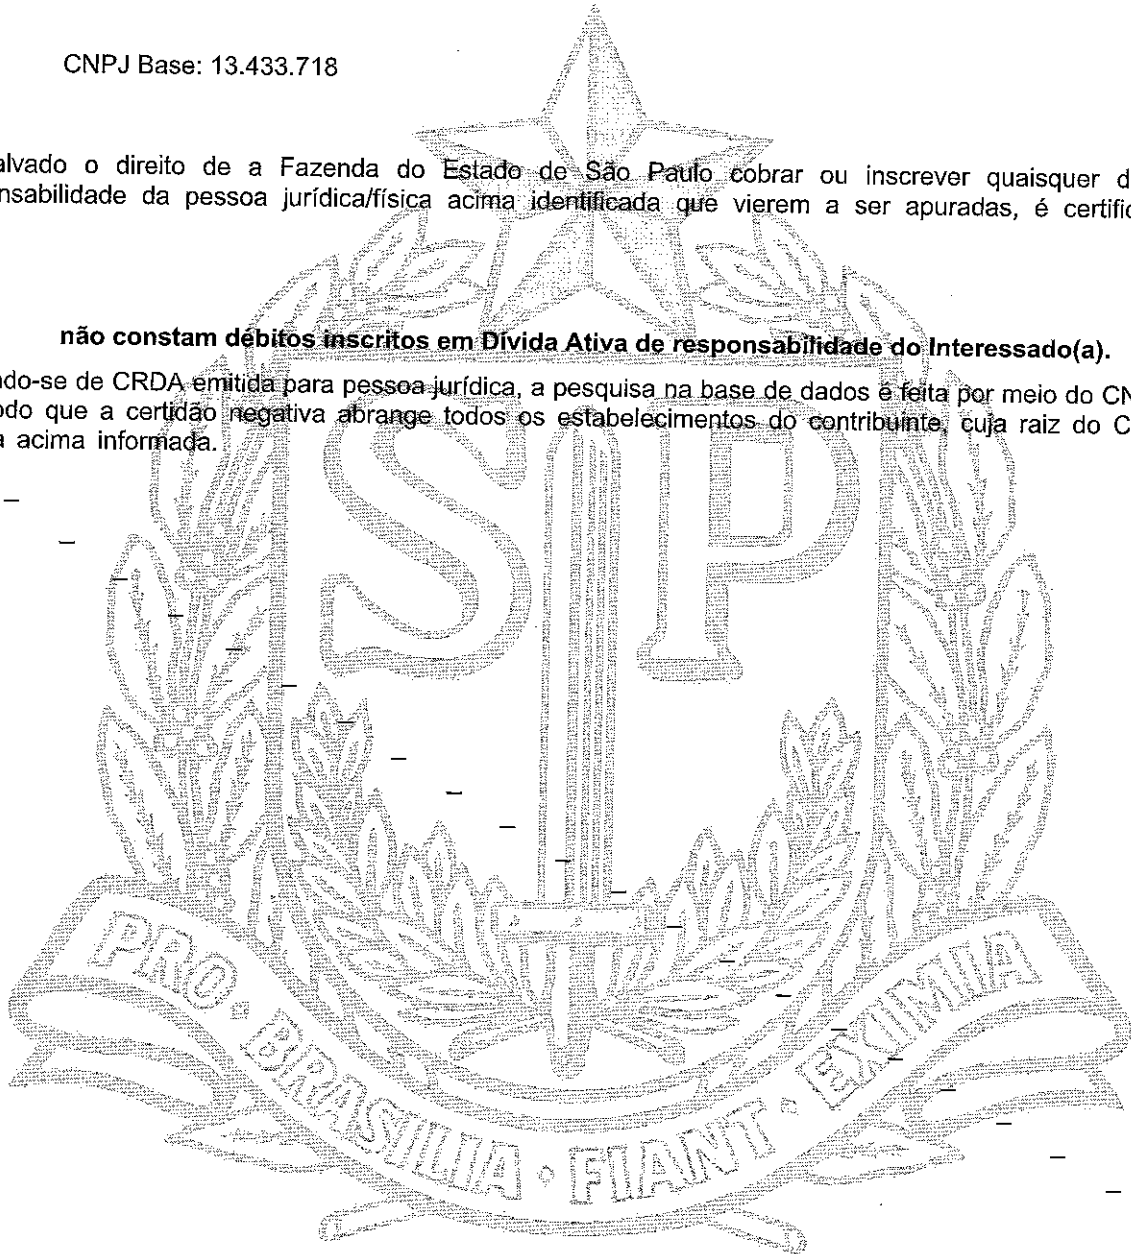 CNPJ Base: 13.433.718
alvado o direito de a Fazenda do Estado de São Paulo cobrar ou inscrever quaisquer d
nsabilidade da pessoa jurídica/física acima identificada que vierem a ser apuradas, é certific
não constam débitos inscritos em Dívida Ativa de responsabilidade do Interessado(a).
do-se de CRDA emitida para pessoa jurídica, a pesquisa na base de dados é feita por meio do CN
odo que a certidão negativa abrange todos os estabelecimentos do contribuinte, cuja raiz do C
a acima informada.
SP
PRO · BRASILIA · FIANT · EXIMIA